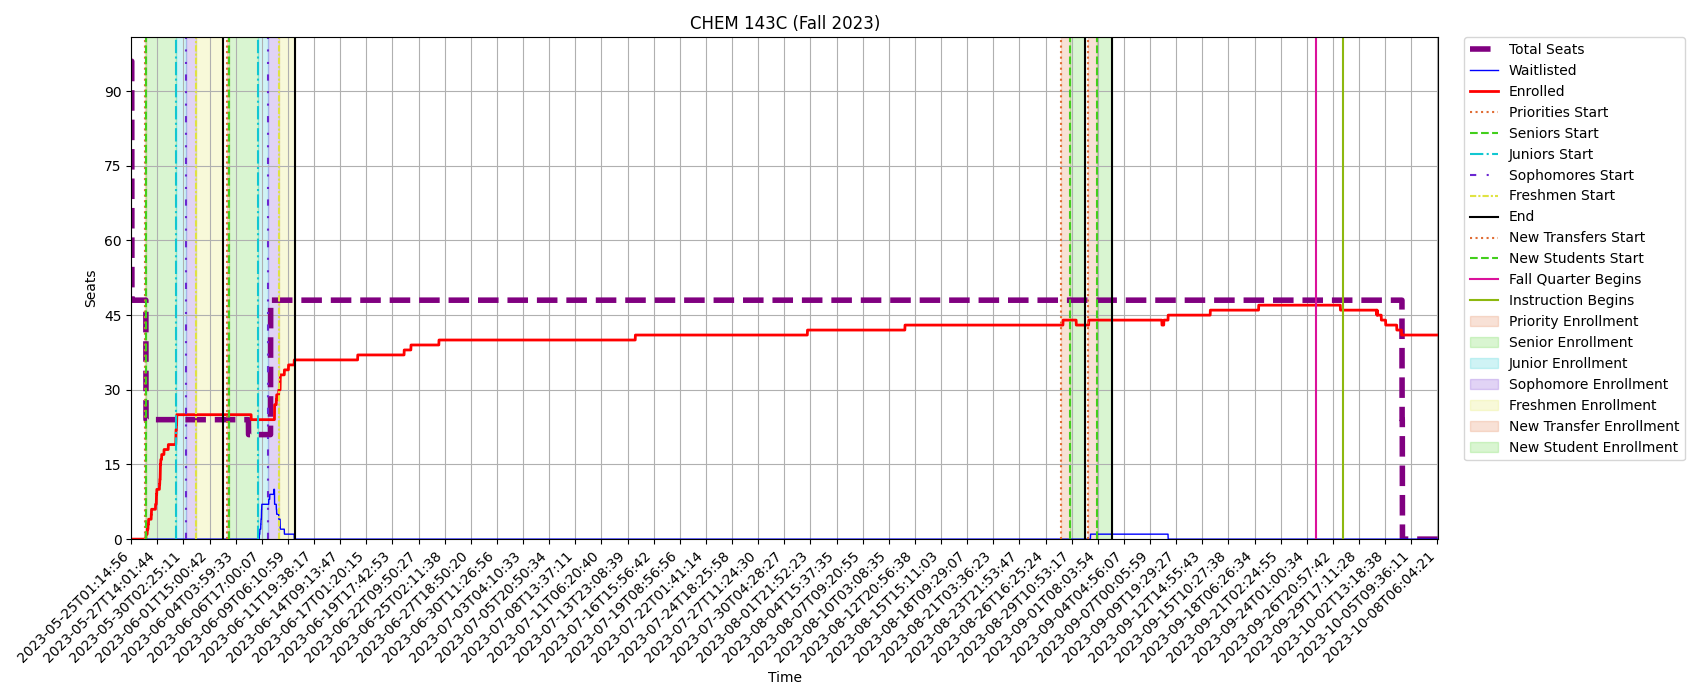 CHEM 143C (Fall 2023)
Seats
90
75
60
45
30
15
0
2023-05-25T01:14:56
2023-05-27T14:01:44
2023-05-30T02:25:11
2023-06-01T15:00:42
2023-06-04T03:59:33
2023-06-06T17:00:07
2023-06-09T06:10:59
2023-06-11T19:38:17
2023-06-14T09:13:47
2023-06-17T01:20:15
2023-06-19T17:42:53
2023-06-22T09:50:27
2023-06-25T02:11:38
2023-06-27T18:50:20
2023-06-30T11:26:56
2023-07-03T04:10:33
2023-07-05T20:50:34
2023-07-08T13:37:11
2023-07-11T06:20:40
2023-07-13T23:08:39
2023-07-16T15:56:42
2023-07-19T08:56:56
2023-07-22T01:41:14
2023-07-24T18:25:58
2023-07-27T11:24:30
2023-07-30T04:28:27
2023-08-01T21:52:23
2023-08-04T15:37:35
2023-08-07T09:20:55
2023-08-10T03:08:35
2023-08-12T20:56:38
2023-08-15T15:11:03
2023-08-18T09:29:07
2023-08-21T03:36:23
2023-08-23T21:53:47
2023-08-26T16:25:24
2023-08-29T10:53:17
2023-09-01T08:03:54
2023-09-04T04:56:07
2023-09-07T00:05:59
2023-09-09T19:29:27
2023-09-12T14:55:43
2023-09-15T10:27:38
2023-09-18T06:26:34
2023-09-21T02:24:55
2023-09-24T01:00:34
2023-09-26T20:57:42
2023-09-29T17:11:28
2023-10-02T13:18:38
2023-10-05T09:36:11
2023-10-08T06:04:21
Time
Total Seats
Waitlisted
Enrolled
Priorities Start
Seniors Start
Juniors Start
Sophomores Start
Freshmen Start
End
New Transfers Start
New Students Start
Fall Quarter Begins
Instruction Begins
Priority Enrollment
Senior Enrollment
Junior Enrollment
Sophomore Enrollment
Freshmen Enrollment
New Transfer Enrollment
New Student Enrollment